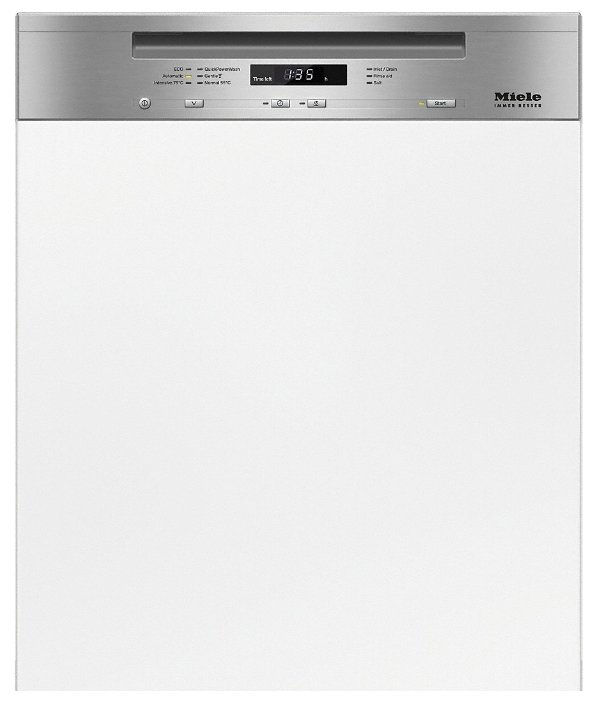 ECO QuickPowerWash
Automatic Gentle
Intensive 75°C Normal 55°C
Time left 1:35 h
Inlet / Drain
Rinse aid
Salt
Start
Miele
IMMER BESSER